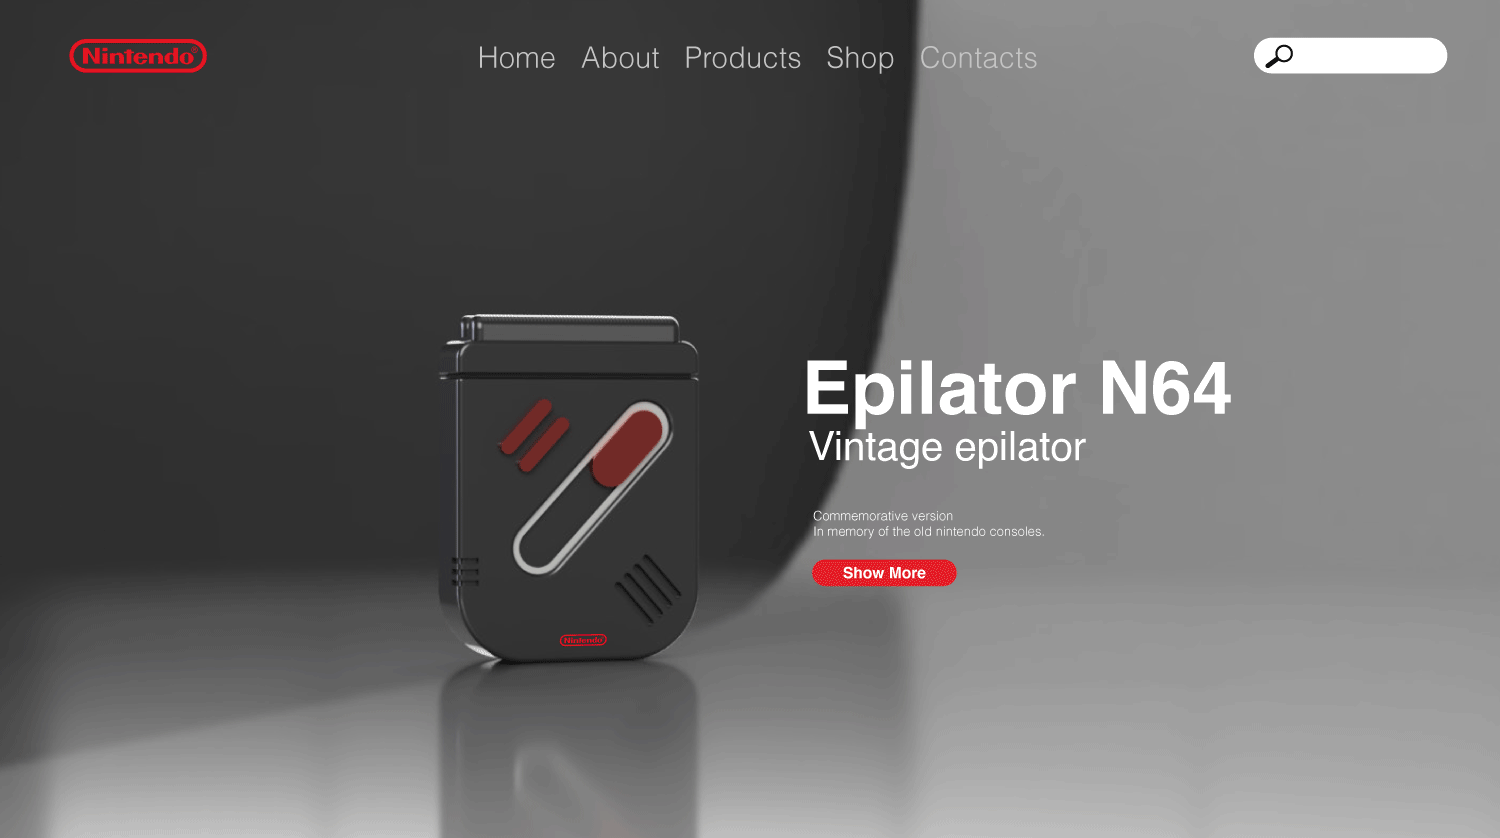 Nintendo®
Home About Products Shop Contacts
Epilator N64
Vintage epilator
Commemorative version
In memory of the old nintendo consoles.
Show More
Nintendo